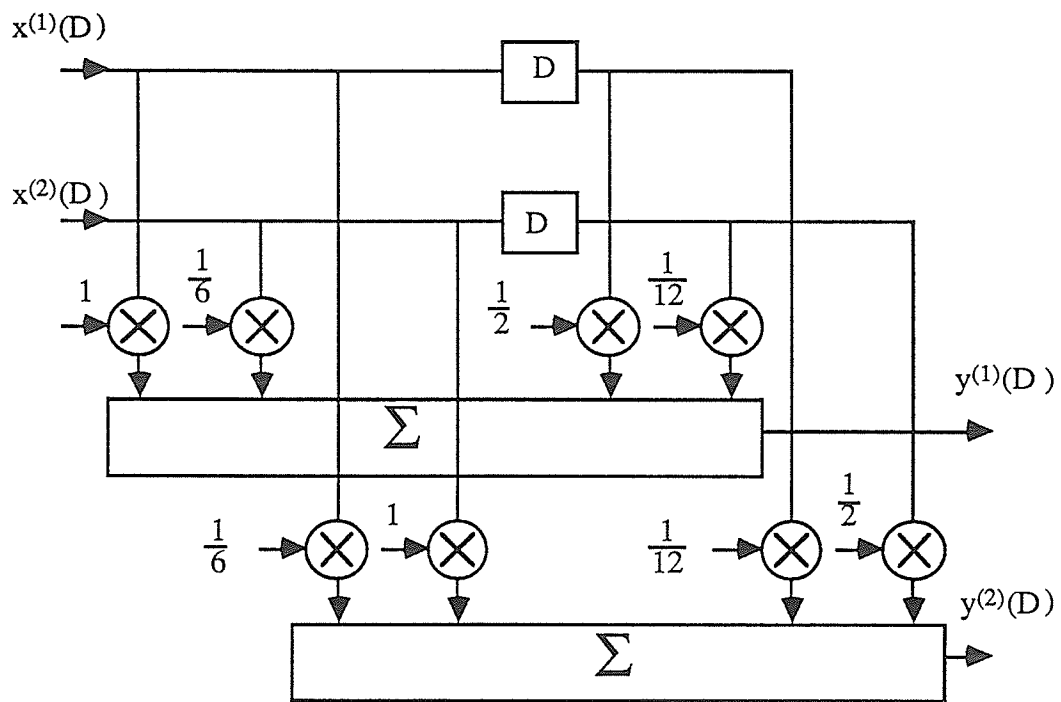 x^(1)(D)
D
x^(2)(D)
D
1
1/6
1/2
1/12
y^(1)(D)
Σ
1/6
1
1/12
1/2
y^(2)(D)
Σ